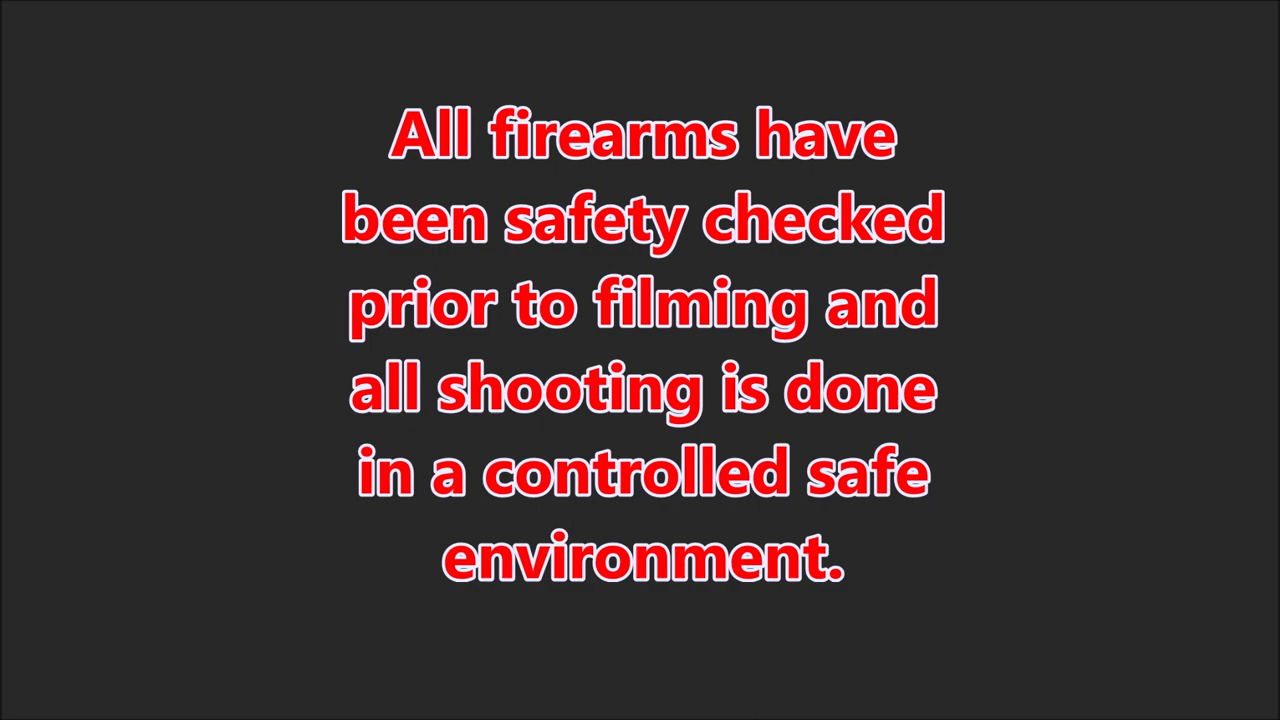 All firearms have
been safety checked
prior to filming and
all shooting is done
in a controlled safe
environment.